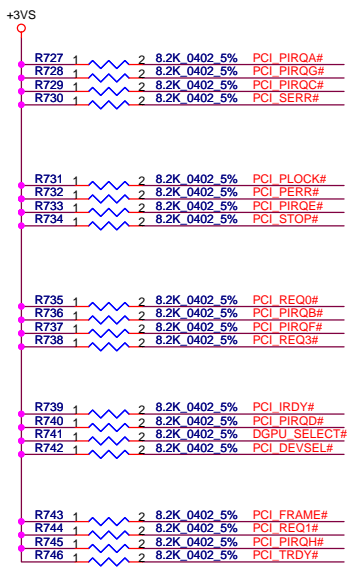 +3VS
R727 1 2 8.2K_0402_5% PCI_PIRQA#
R728 1 2 8.2K_0402_5% PCI_PIRQG#
R729 1 2 8.2K_0402_5% PCI_PIRQC#
R730 1 2 8.2K_0402_5% PCI_SERR#
R731 1 2 8.2K_0402_5% PCI_PLOCK#
R732 1 2 8.2K_0402_5% PCI_PERR#
R733 1 2 8.2K_0402_5% PCI_PIRQE#
R734 1 2 8.2K_0402_5% PCI_STOP#
R735 1 2 8.2K_0402_5% PCI_REQ0#
R736 1 2 8.2K_0402_5% PCI_PIRQB#
R737 1 2 8.2K_0402_5% PCI_PIRQF#
R738 1 2 8.2K_0402_5% PCI_REQ3#
R739 1 2 8.2K_0402_5% PCI_IRDY#
R740 1 2 8.2K_0402_5% PCI_PIRQD#
R741 1 2 8.2K_0402_5% DGPU_SELECT#
R742 1 2 8.2K_0402_5% PCI_DEVSEL#
R743 1 2 8.2K_0402_5% PCI_FRAME#
R744 1 2 8.2K_0402_5% PCI_REQ1#
R745 1 2 8.2K_0402_5% PCI_PIRQH#
R746 1 2 8.2K_0402_5% PCI_TRDY#